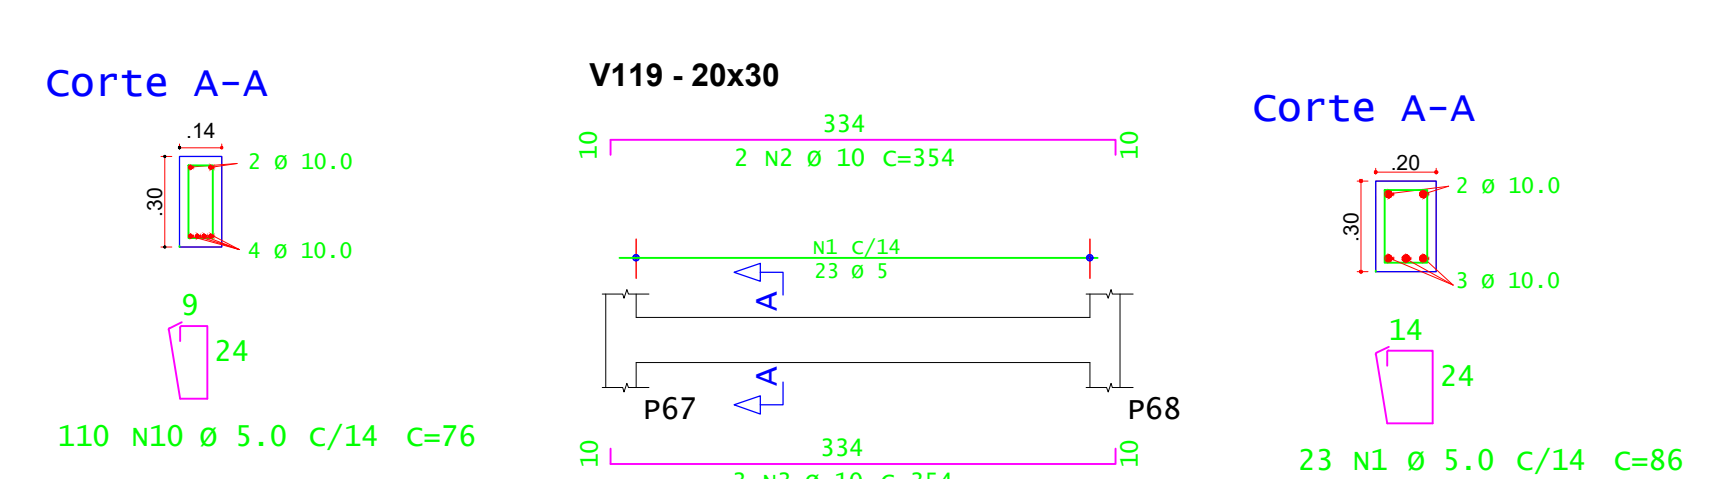 Corte A-A
.14
.30
2 Ø 10.0
4 Ø 10.0
9
24
110 N10 Ø 5.0 C/14 C=76
V119 - 20x30
334
10
10
2 N2 Ø 10 C=354
N1 C/14
23 Ø 5
A
A
P67
P68
334
10
10
Corte A-A
.20
.30
2 Ø 10.0
3 Ø 10.0
14
24
23 N1 Ø 5.0 C/14 C=86